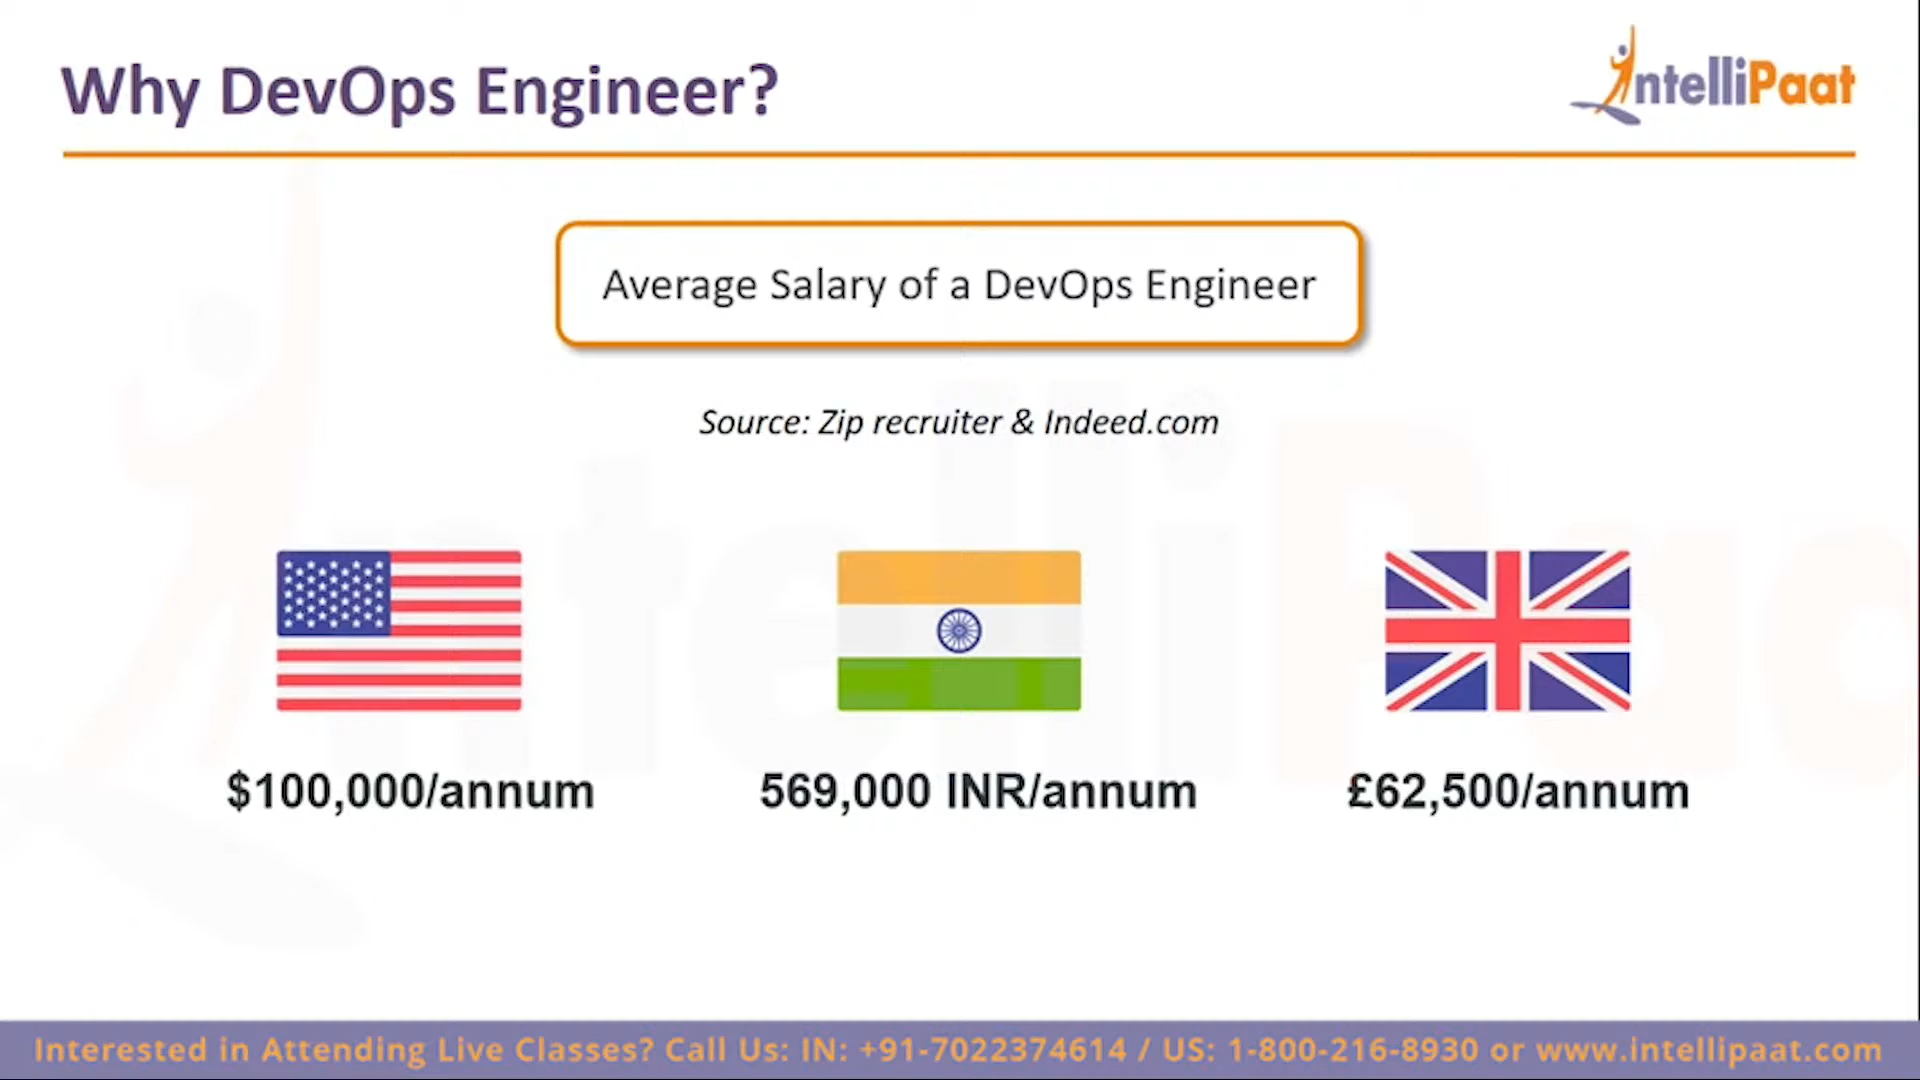 Why DevOps Engineer?
IntelliPaat
Average Salary of a DevOps Engineer
Source: Zip recruiter & Indeed.com
$100,000/annum
569,000 INR/annum
£62,500/annum
Interested in Attending Live Classes? Call Us: IN: +91-7022374614 / US: 1-800-216-8930 or www.intellipaat.com